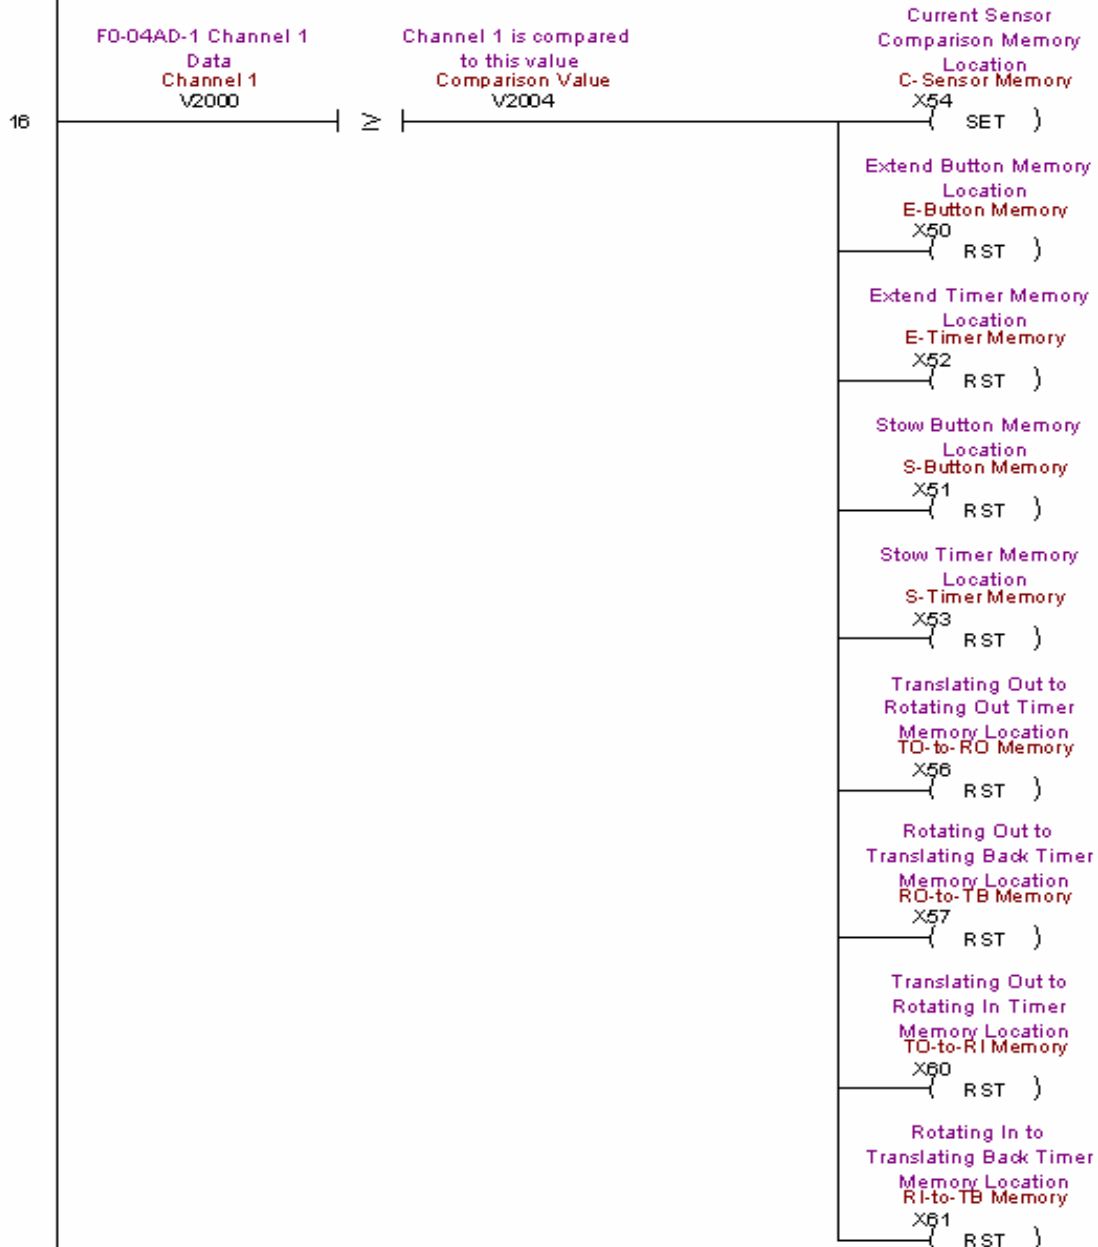 F0-04AD-1 Channel 1
Data
Channel 1
V2000
Channel 1 is compared
to this value
Comparison Value
V2004
16
≥
Current Sensor
Comparison Memory
Location
C-Sensor Memory
X54
SET
Extend Button Memory
Location
E-Button Memory
X50
RST
Extend Timer Memory
Location
E-Timer Memory
X52
RST
Stow Button Memory
Location
S-Button Memory
X51
RST
Stow Timer Memory
Location
S-Timer Memory
X53
RST
Translating Out to
Rotating Out Timer
Memory Location
TO-to-RO Memory
X56
RST
Rotating Out to
Translating Back Timer
Memory Location
RO-to-TB Memory
X57
RST
Translating Out to
Rotating In Timer
Memory Location
TO-to-RI Memory
X60
RST
Rotating In to
Translating Back Timer
Memory Location
RI-to-TB Memory
X61
RST